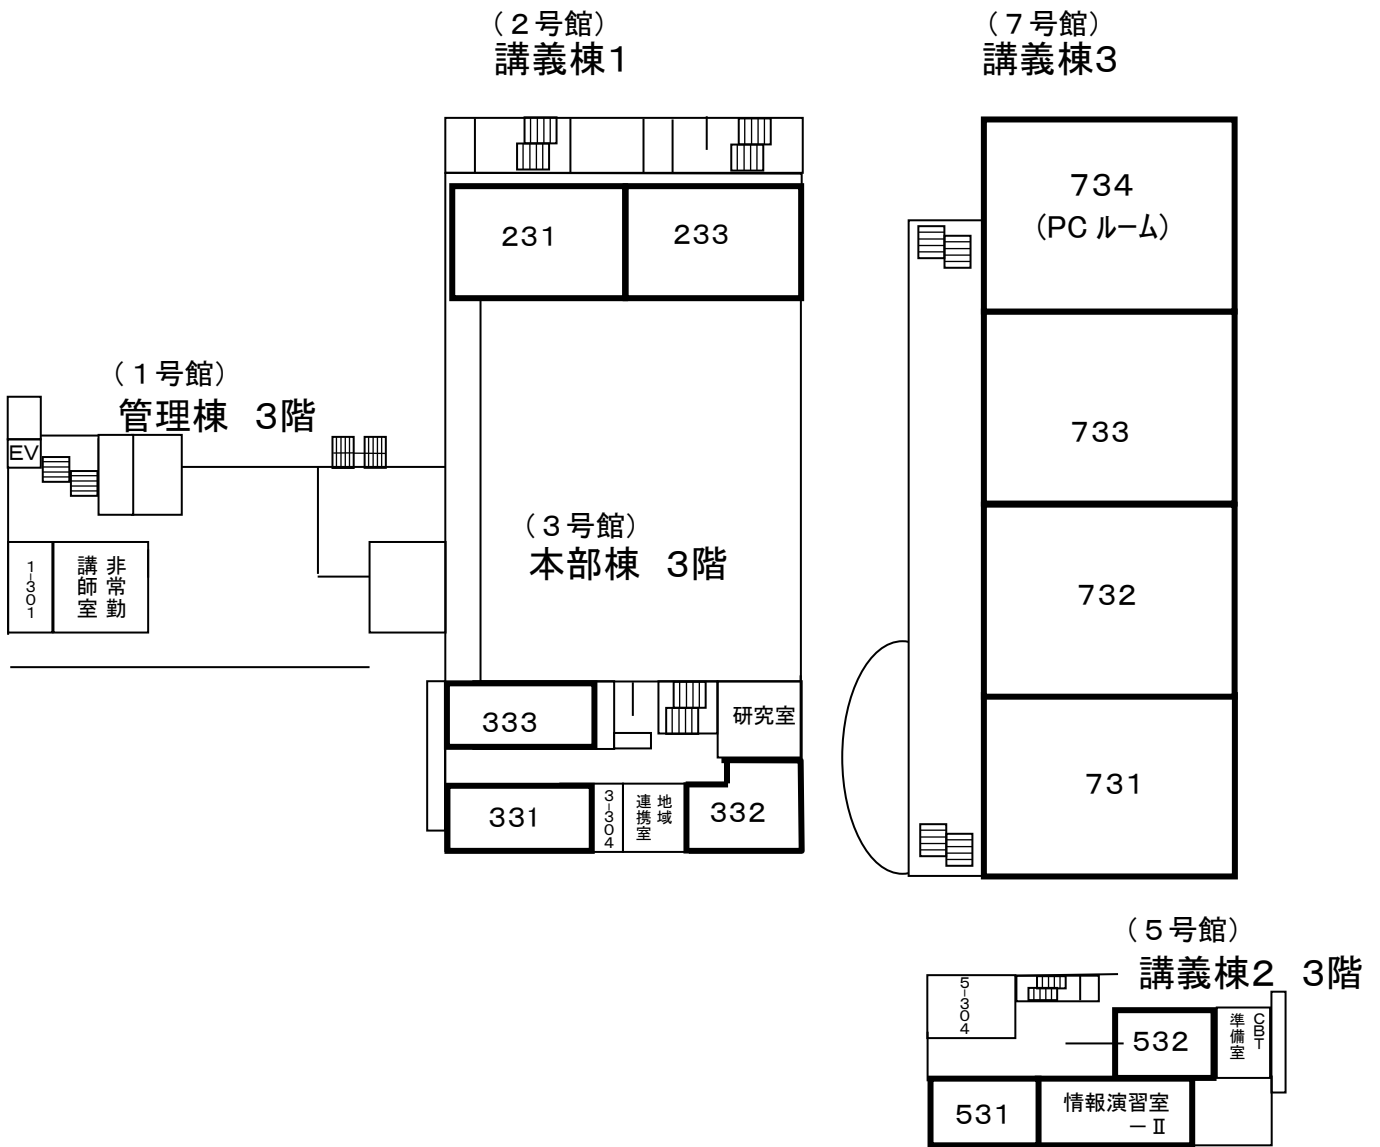 （２号館）
講義棟１
（７号館）
講義棟３
231
233
734
（PC ルーム）
733
732
731
（１号館）
管理棟　３階
EV
1-301
非常勤
講師室
（３号館）
本部棟　３階
333
研究室
331
3-304
地域
連携室
332
（５号館）
講義棟２　３階
5-304
532
CBT
準備室
531
情報演習室
－Ⅱ